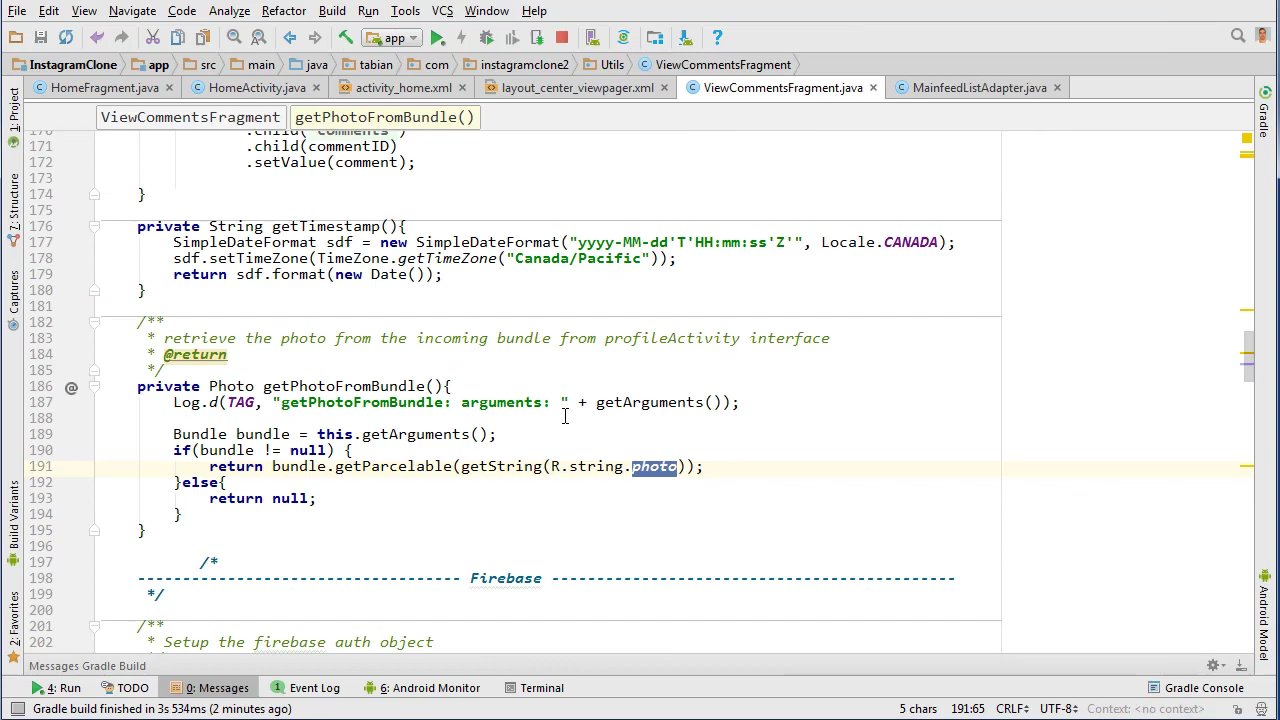 File Edit View Navigate Code Analyze Refactor Build Run Tools VCS Window Help
app
InstagramClone app src main java tabian com instagramclone2 Utils ViewCommentsFragment
HomeFragment.java HomeActivity.java activity_home.xml layout_center_viewpager.xml ViewCommentsFragment.java MainfeedListAdapter.java
ViewCommentsFragment getPhotoFromBundle()
170 .child("comments")
171 .child(commentID)
172 .setValue(comment);
173
174 }
175
176 private String getTimestamp(){
177 SimpleDateFormat sdf = new SimpleDateFormat("yyyy-MM-dd'T'HH:mm:ss'Z'", Locale.CANADA);
178 sdf.setTimeZone(TimeZone.getTimeZone("Canada/Pacific"));
179 return sdf.format(new Date());
180 }
181
182 /**
183 * retrieve the photo from the incoming bundle from profileActivity interface
184 * @return
185 */
186 private Photo getPhotoFromBundle(){
187 Log.d(TAG, "getPhotoFromBundle: arguments: " + getArguments());
188
189 Bundle bundle = this.getArguments();
190 if(bundle != null) {
191 return bundle.getParcelable(getString(R.string.photo));
192 }else{
193 return null;
194 }
195 }
196
197 /*
198 ------------------------------------ Firebase ---------------------------------------------
199 */
200
201 /**
202 * Setup the firebase auth object
1: Project
7: Structure
Captures
Build Variants
2: Favorites
Gradle
Android Model
Messages Gradle Build
4: Run TODO 0: Messages Event Log 6: Android Monitor Terminal Gradle Console
1
Gradle build finished in 3s 534ms (2 minutes ago) 5 chars 191:65 CRLF UTF-8 Context: <no context>